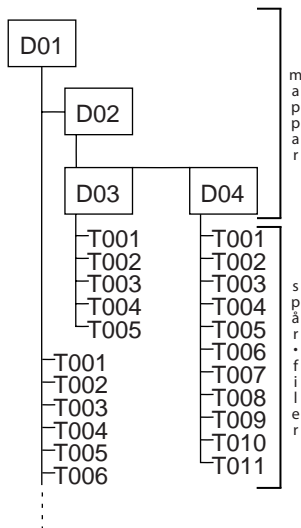 D01
D02
D03
D04
T001
T002
T003
T004
T005
T001
T002
T003
T004
T005
T006
T007
T008
T009
T010
T011
T001
T002
T003
T004
T005
T006
mappar
spår•filer